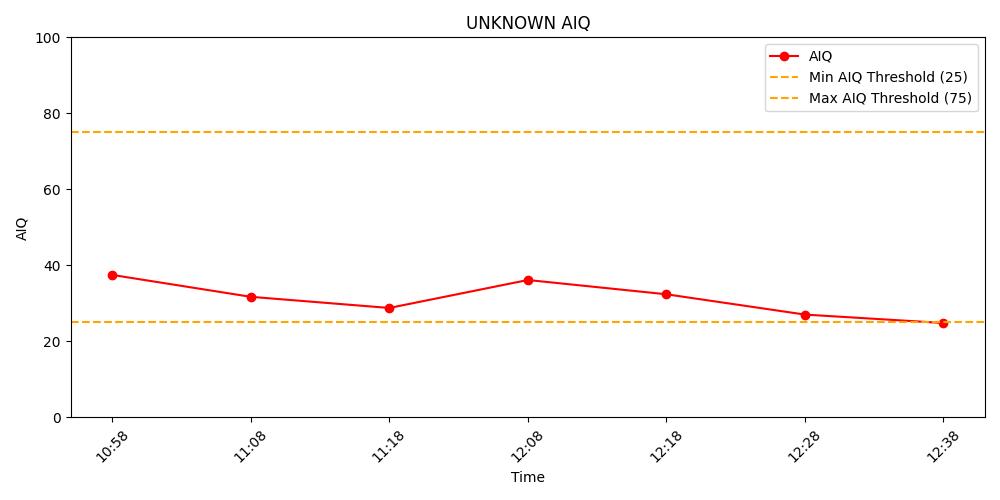 UNKNOWN AIQ
AIQ
Min AIQ Threshold (25)
Max AIQ Threshold (75)
100
80
60
40
20
0
AIQ
10:58
11:08
11:18
12:08
12:18
12:28
12:38
Time